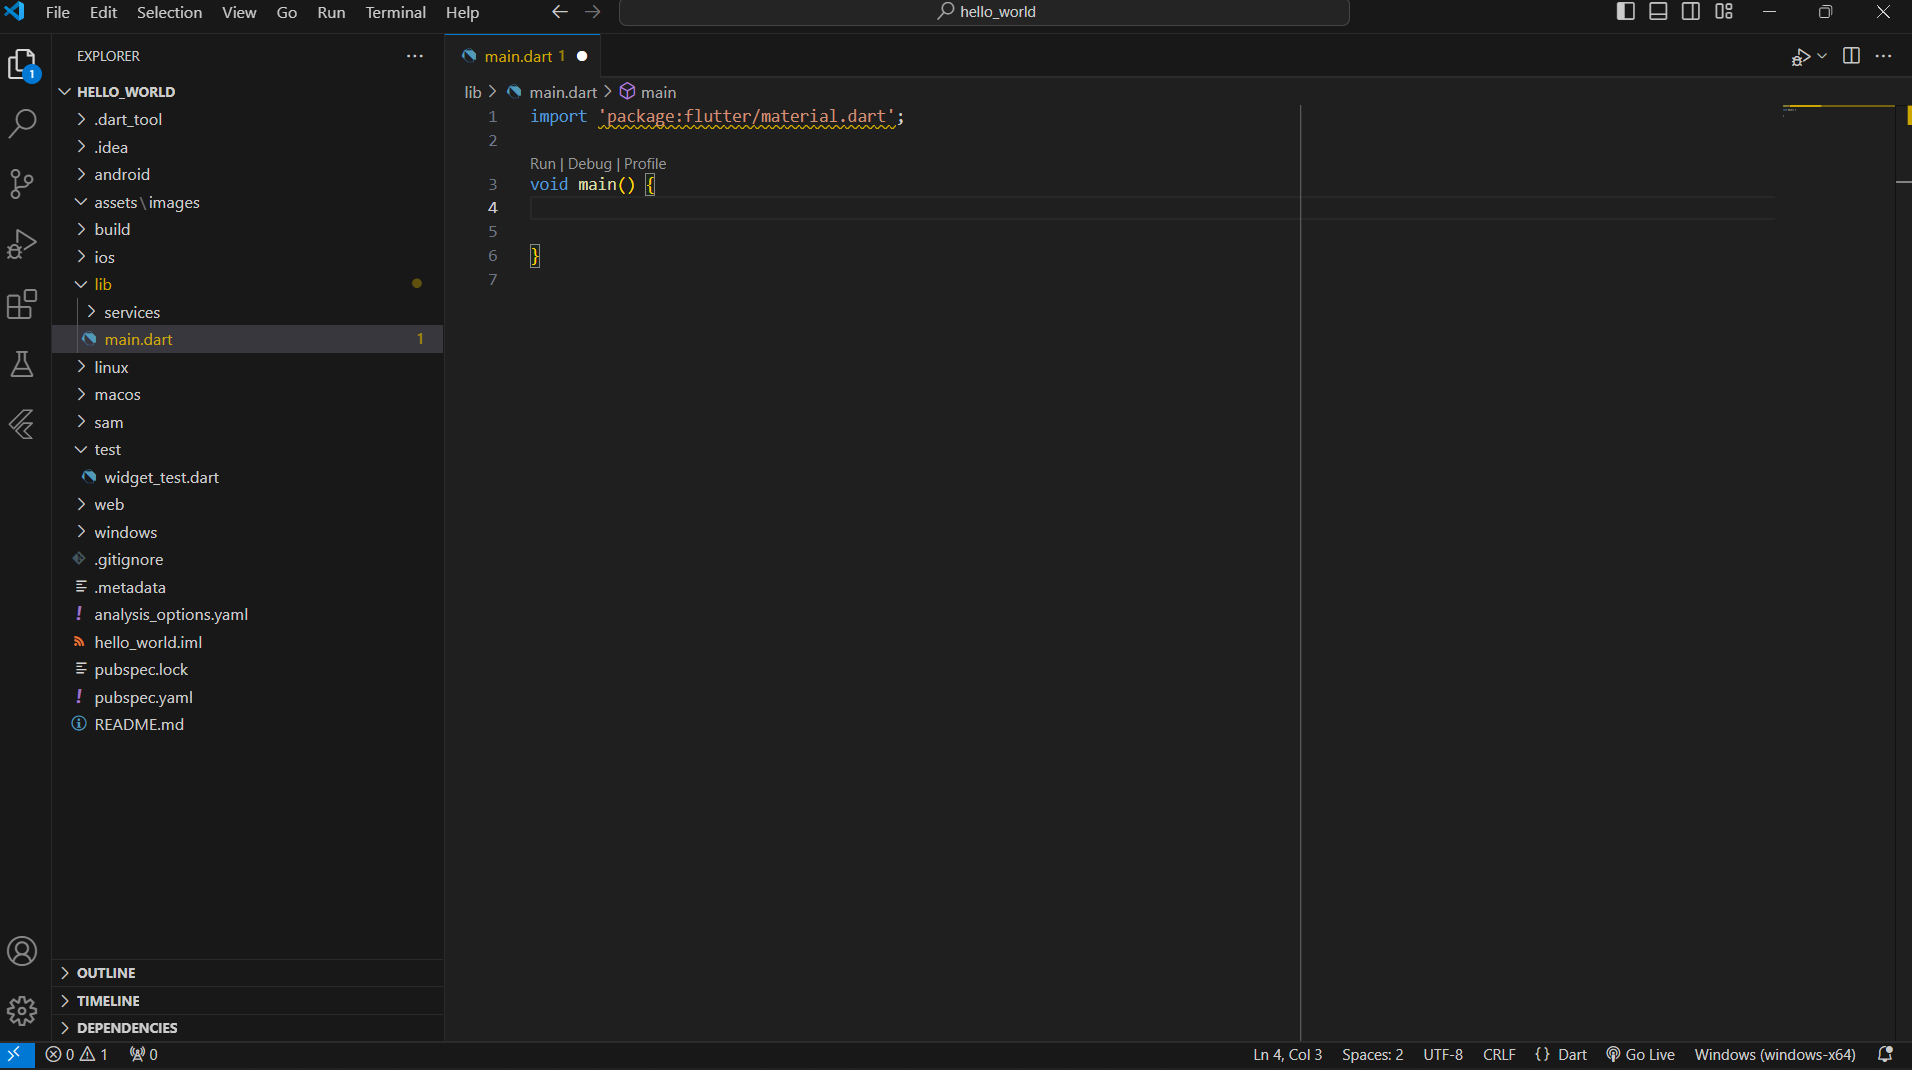 File Edit Selection View Go Run Terminal Help
hello_world
EXPLORER
1
HELLO_WORLD
.dart_tool
.idea
android
assets\images
build
ios
lib
services
main.dart 1
linux
macos
sam
test
widget_test.dart
web
windows
.gitignore
.metadata
analysis_options.yaml
hello_world.iml
pubspec.lock
pubspec.yaml
README.md
OUTLINE
TIMELINE
DEPENDENCIES
main.dart 1
lib > main.dart > main
1 import 'package:flutter/material.dart';
2
Run | Debug | Profile
3 void main() {
4
5
6 }
7
0 1 0
Ln 4, Col 3 Spaces: 2 UTF-8 CRLF {} Dart Go Live Windows (windows-x64)